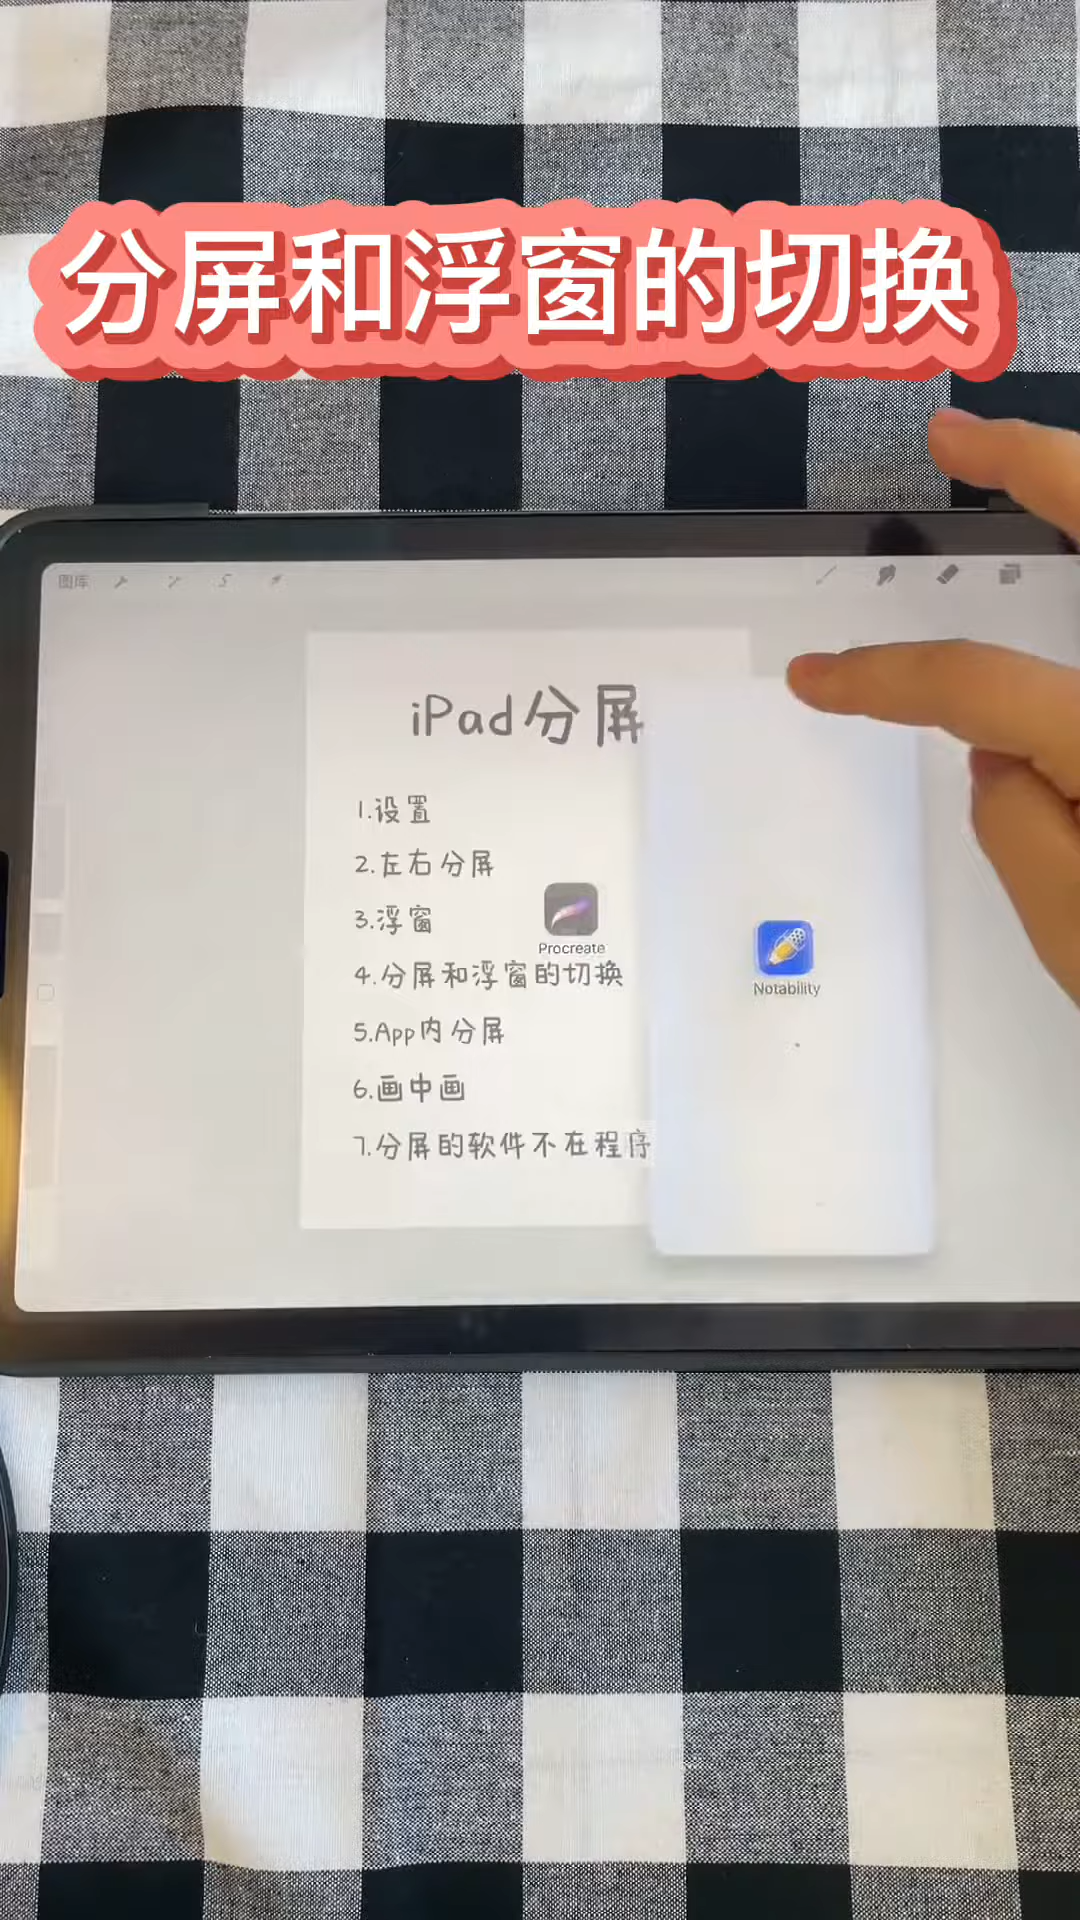 分屏和浮窗的切换
图库
iPad分屏
1.设置
2.左右分屏
3.浮窗
Procreate
4.分屏和浮窗的切换
Notability
5.App内分屏
6.画中画
7.分屏的软件不在程序